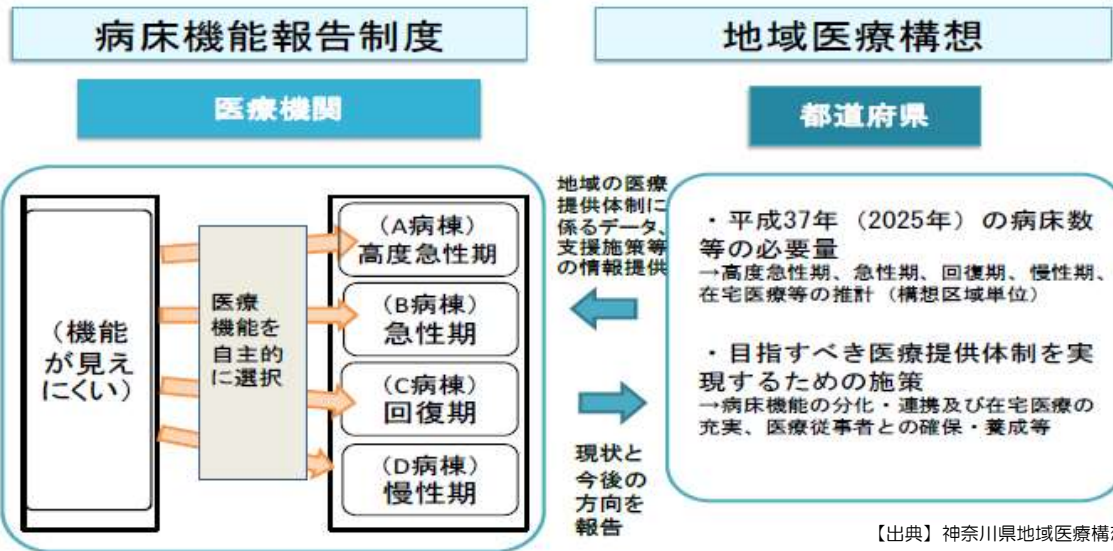 病床機能報告制度
地域医療構想
医療機関
都道府県
(機能
が見え
にくい)
医療
機能を
自主的
に選択
(A病棟)
高度急性期
(B病棟)
急性期
(C病棟)
回復期
(D病棟)
慢性期
地域の医療
提供体制に
係るデータ、
支援施策等
の情報提供
現状と
今後の
方向を
報告
・平成37年(2025年)の病床数
等の必要量
→高度急性期、急性期、回復期、慢性期、
在宅医療等の推計(構想区域単位)
・目指すべき医療提供体制を実
現するための施策
→病床機能の分化・連携及び在宅医療の
充実、医療従事者との確保・養成等
【出典】神奈川県地域医療構